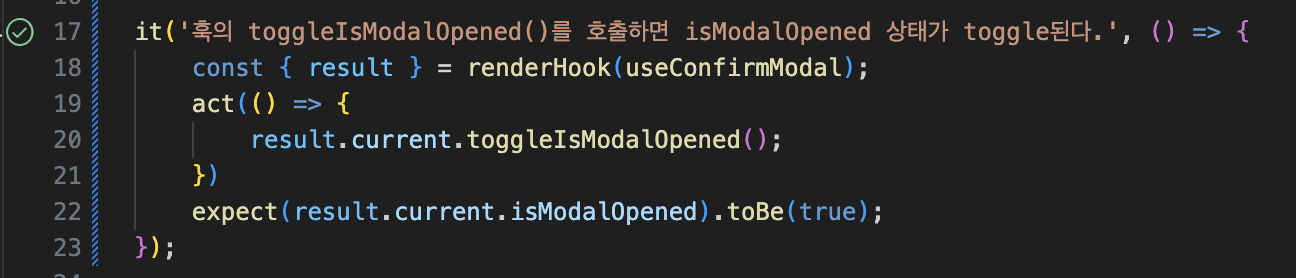 17 it('훅의 toggleIsModalOpened()를 호출하면 isModalOpened 상태가 toggle된다.', () => {
18 const { result } = renderHook(useConfirmModal);
19 act(() => {
20 result.current.toggleIsModalOpened();
21 })
22 expect(result.current.isModalOpened).toBe(true);
23 });